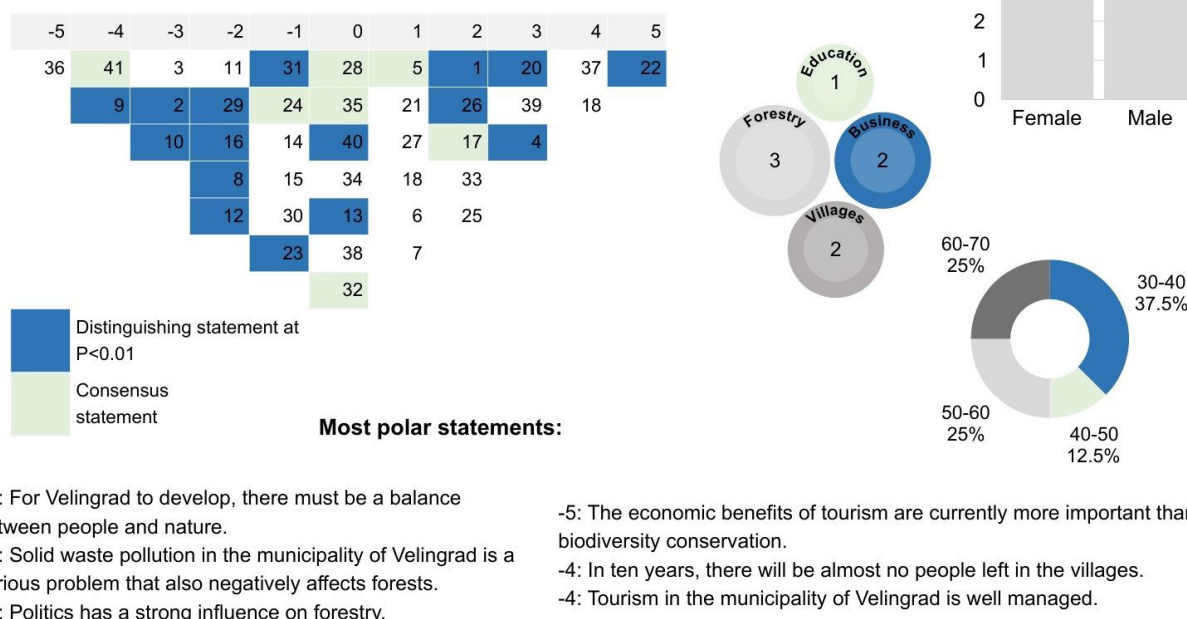 -5 -4 -3 -2 -1 0 1 2 3 4 5
36 41 3 11 31 28 5 1 20 37 22
9 2 29 24 35 21 26 39 18
10 16 14 40 27 17 4
8 15 34 18 33
12 30 13 6 25
23 38 7
32
Distinguishing statement at
P<0.01
Consensus
statement
Education
1
Forestry
3
Business
2
Villages
2
2
1
0
Female Male
60-70
25%
30-40
37.5%
50-60
25%
40-50
12.5%
Most polar statements:
: For Velingrad to develop, there must be a balance
tween people and nature.
: Solid waste pollution in the municipality of Velingrad is a
rious problem that also negatively affects forests.
: Politics has a strong influence on forestry.
-5: The economic benefits of tourism are currently more important than
biodiversity conservation.
-4: In ten years, there will be almost no people left in the villages.
-4: Tourism in the municipality of Velingrad is well managed.